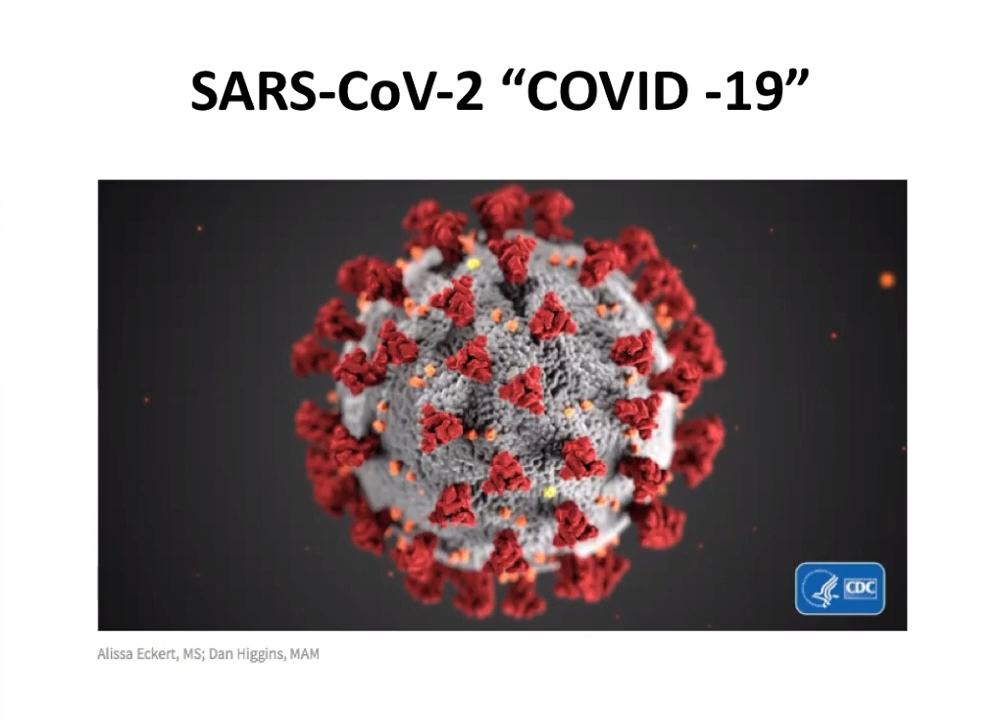 SARS-CoV-2 “COVID -19”
CDC
Alissa Eckert, MS; Dan Higgins, MAM